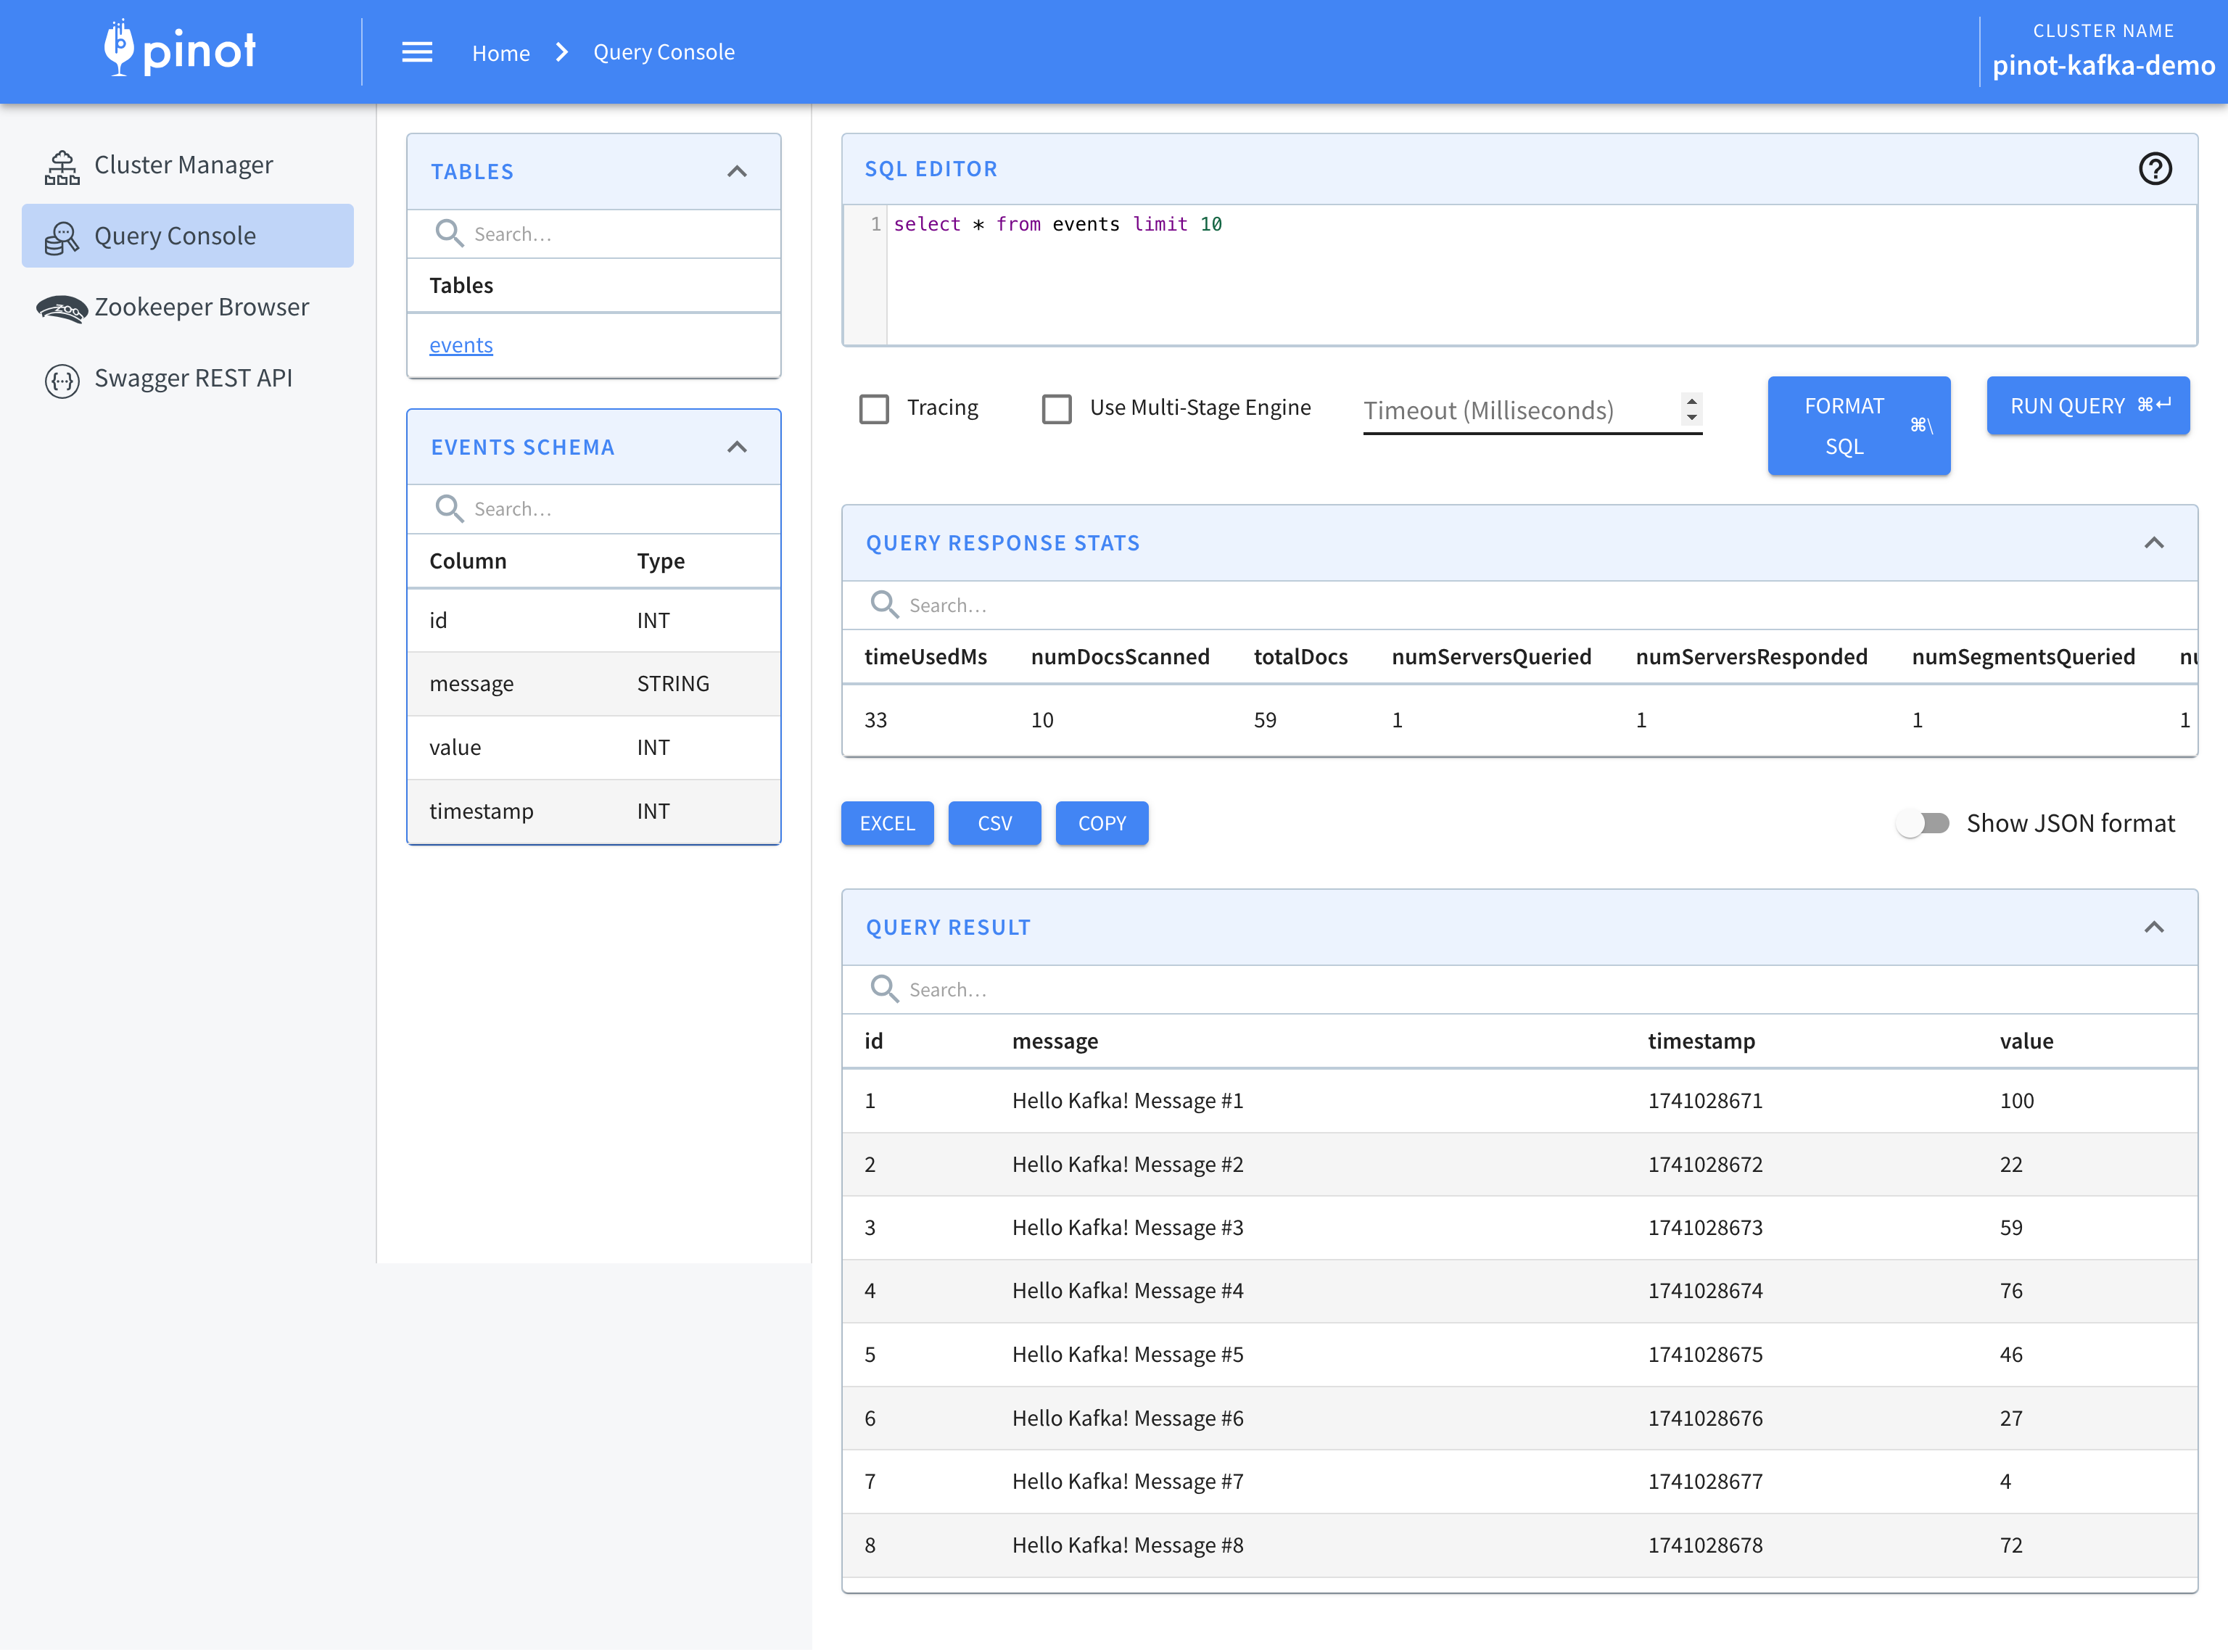 pinot
Home
Query Console
CLUSTER NAME
pinot-kafka-demo
Cluster Manager
Query Console
Zookeeper Browser
Swagger REST API
TABLES
Search...
Tables
events
EVENTS SCHEMA
Search...
Column Type
id INT
message STRING
value INT
timestamp INT
SQL EDITOR
1 select * from events limit 10
Tracing
Use Multi-Stage Engine
Timeout (Milliseconds)
FORMAT SQL ⌘\
RUN QUERY ⌘↵
QUERY RESPONSE STATS
Search...
timeUsedMs numDocsScanned totalDocs numServersQueried numServersResponded numSegmentsQueried
33 10 59 1 1 1 1
EXCEL CSV COPY
Show JSON format
QUERY RESULT
Search...
id message timestamp value
1 Hello Kafka! Message #1 1741028671 100
2 Hello Kafka! Message #2 1741028672 22
3 Hello Kafka! Message #3 1741028673 59
4 Hello Kafka! Message #4 1741028674 76
5 Hello Kafka! Message #5 1741028675 46
6 Hello Kafka! Message #6 1741028676 27
7 Hello Kafka! Message #7 1741028677 4
8 Hello Kafka! Message #8 1741028678 72